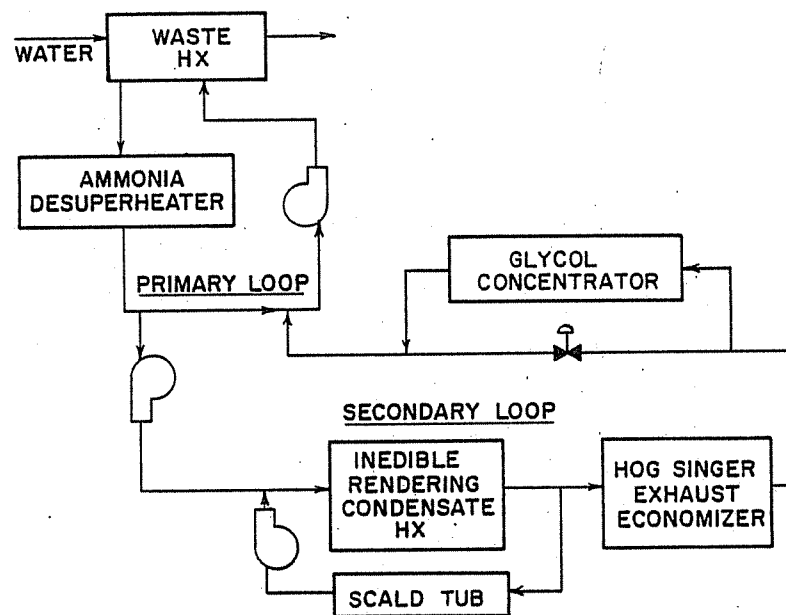 WASTE
HX
WATER
AMMONIA
DESUPERHEATER
PRIMARY LOOP
GLYCOL
CONCENTRATOR
SECONDARY LOOP
INEDIBLE
RENDERING
CONDENSATE
HX
HOG SINGER
EXHAUST
ECONOMIZER
SCALD TUB